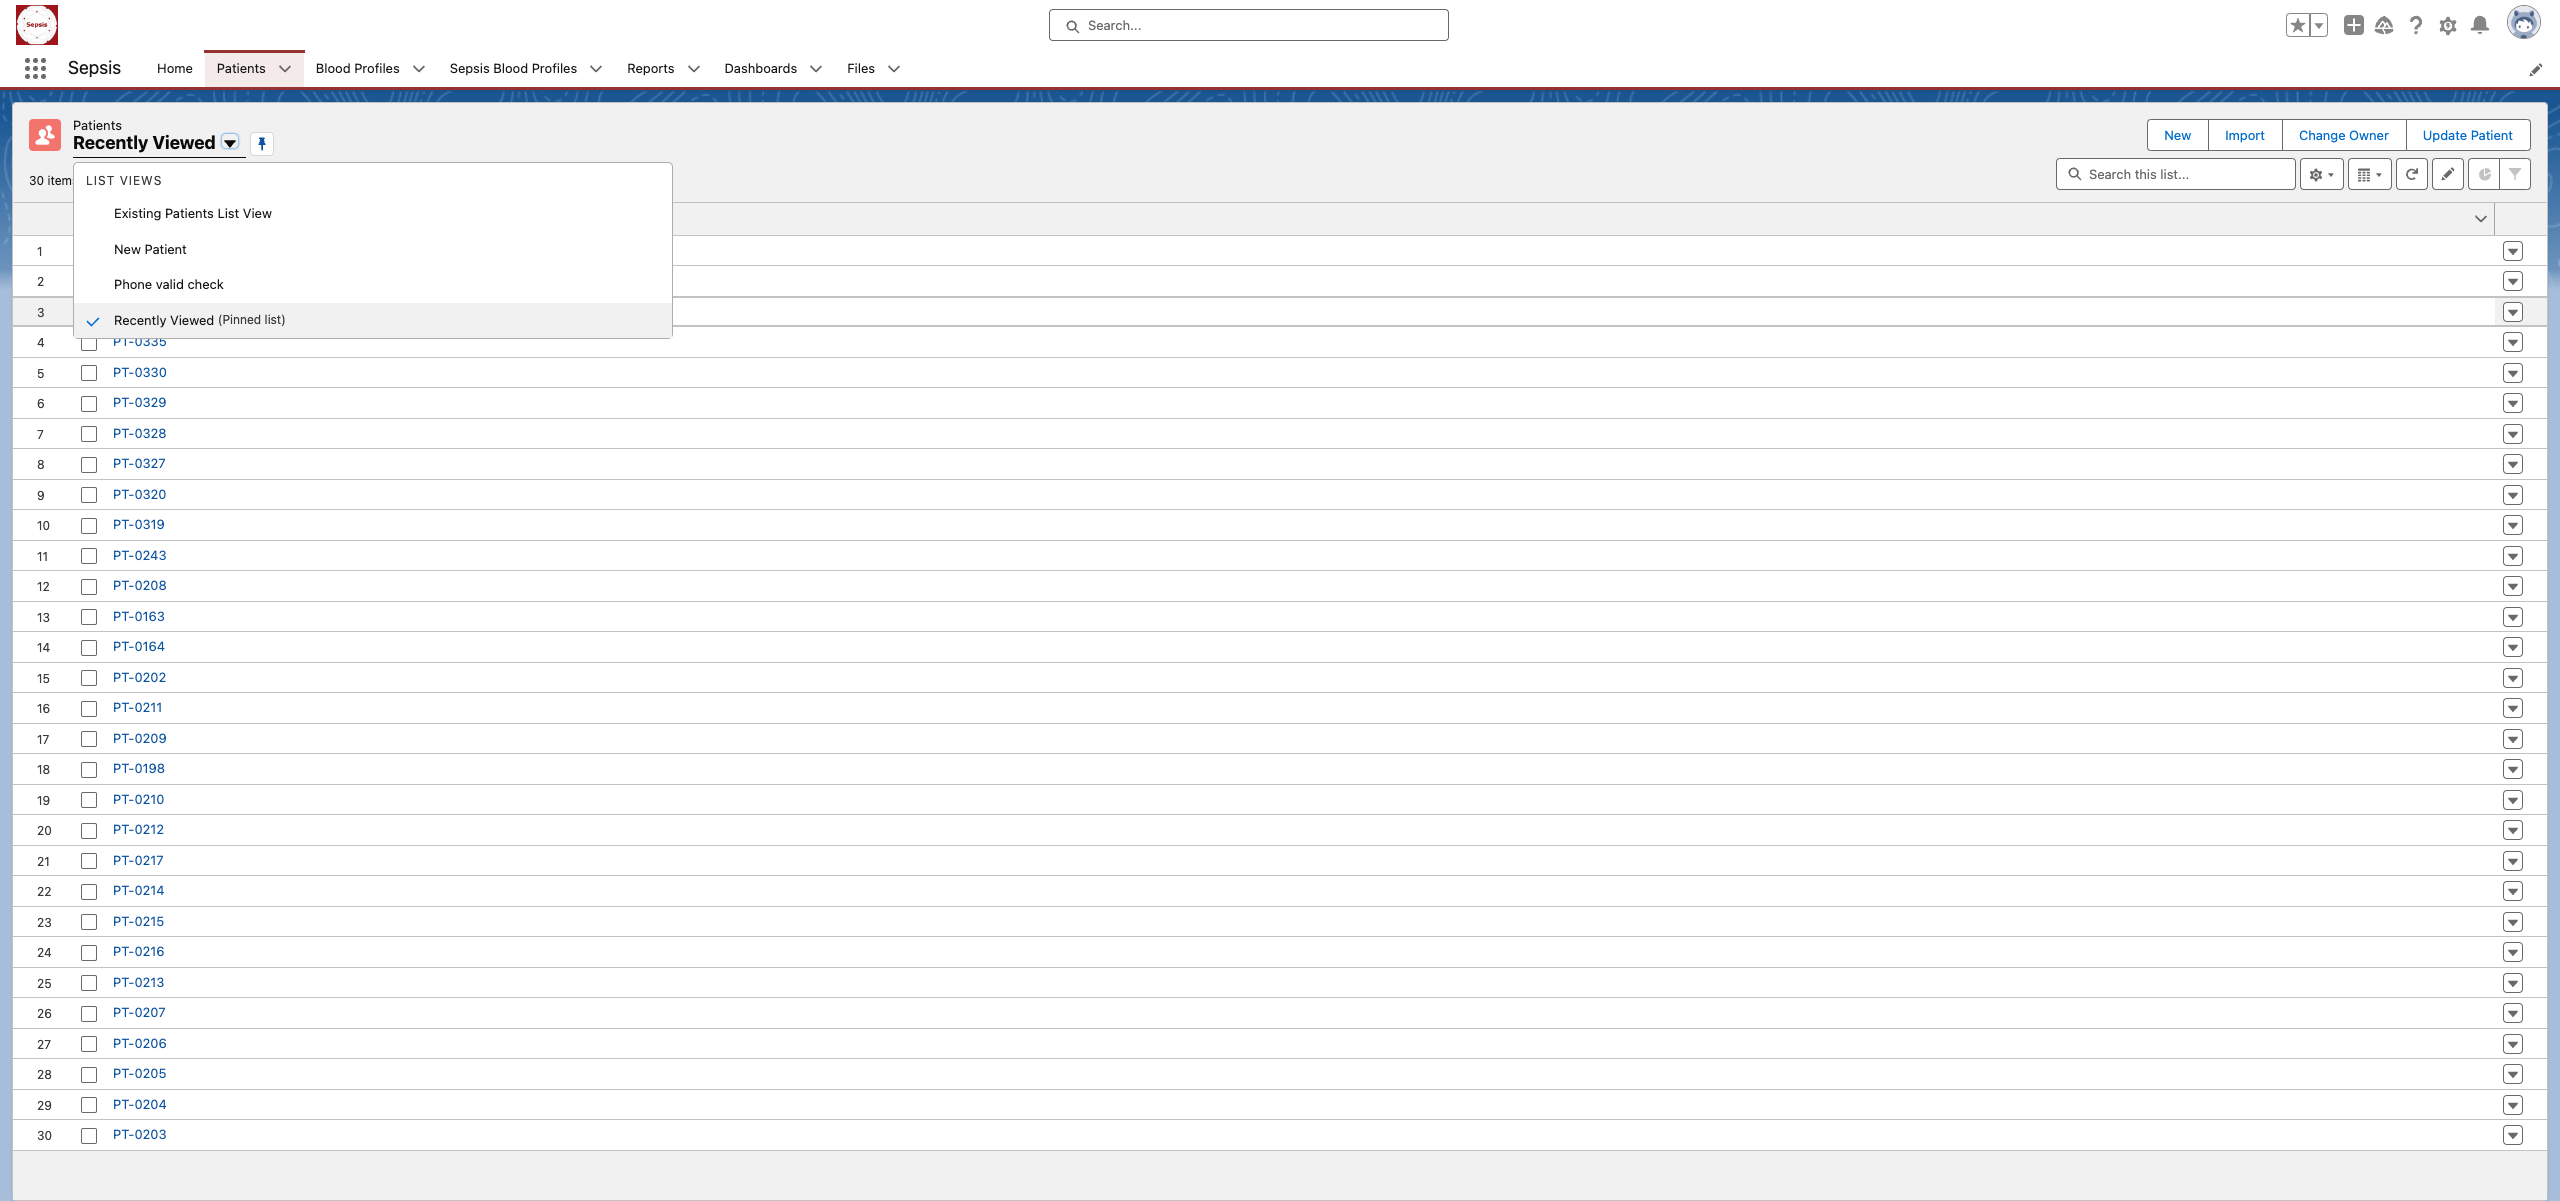 Sepsis
Search...
Sepsis
Home
Patients
Blood Profiles
Sepsis Blood Profiles
Reports
Dashboards
Files
Patients
Recently Viewed
New
Import
Change Owner
Update Patient
30 items
Search this list...
LIST VIEWS
Existing Patients List View
New Patient
Phone valid check
Recently Viewed (Pinned list)
1
2
3
4 PT-0335
5 PT-0330
6 PT-0329
7 PT-0328
8 PT-0327
9 PT-0320
10 PT-0319
11 PT-0243
12 PT-0208
13 PT-0163
14 PT-0164
15 PT-0202
16 PT-0211
17 PT-0209
18 PT-0198
19 PT-0210
20 PT-0212
21 PT-0217
22 PT-0214
23 PT-0215
24 PT-0216
25 PT-0213
26 PT-0207
27 PT-0206
28 PT-0205
29 PT-0204
30 PT-0203